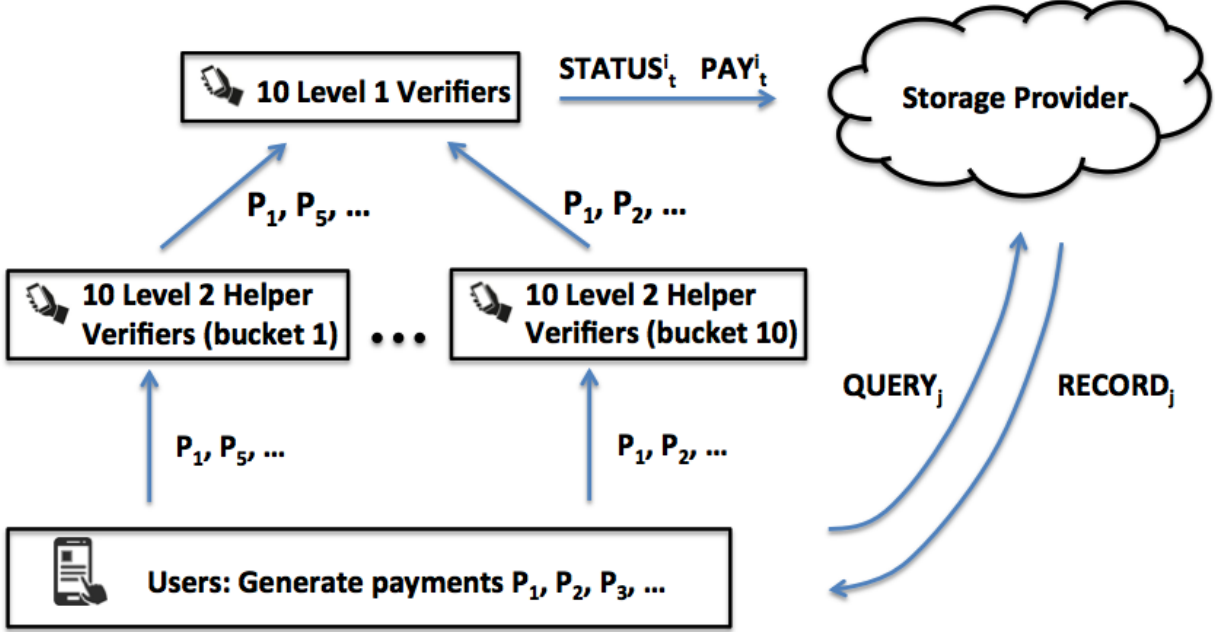 10 Level 1 Verifiers
STATUSⁱₜ PAYⁱₜ
Storage Provider
P₁, P₅, ...
P₁, P₂, ...
10 Level 2 Helper
Verifiers (bucket 1)
...
10 Level 2 Helper
Verifiers (bucket 10)
QUERYⱼ
RECORDⱼ
P₁, P₅, ...
P₁, P₂, ...
Users: Generate payments P₁, P₂, P₃, ...